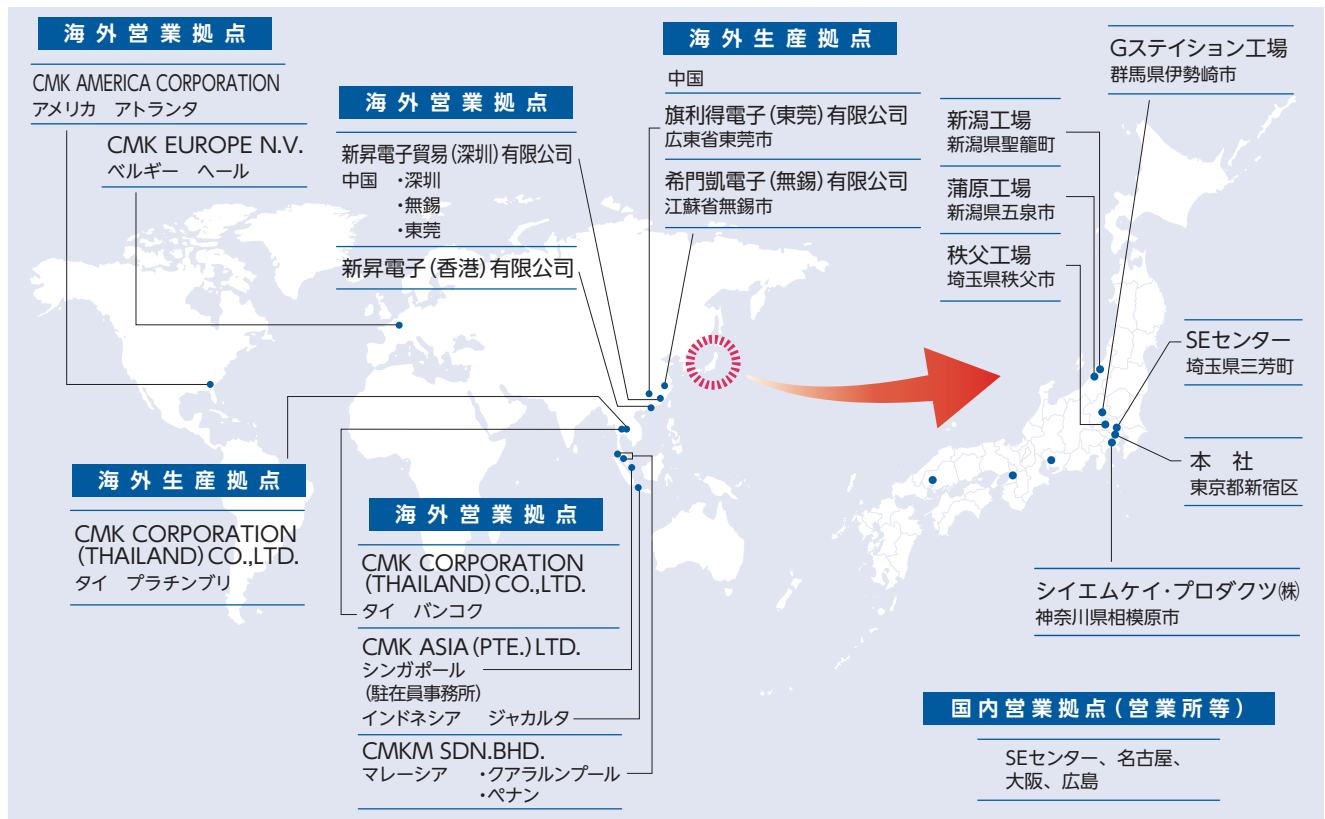 海外営業拠点
CMK AMERICA CORPORATION
アメリカ アトランタ
CMK EUROPE N.V.
ベルギー ヘール
海外営業拠点
新昇電子貿易(深圳)有限公司
中国 ・深圳
・無錫
・東莞
新昇電子(香港)有限公司
海外生産拠点
中国
旗利得電子(東莞)有限公司
広東省東莞市
希門凱電子(無錫)有限公司
江蘇省無錫市
Gステイション工場
群馬県伊勢崎市
新潟工場
新潟県聖籠町
蒲原工場
新潟県五泉市
秩父工場
埼玉県秩父市
SEセンター
埼玉県三芳町
本 社
東京都新宿区
シイエムケイ・プロダクツ㈱
神奈川県相模原市
海外生産拠点
CMK CORPORATION
(THAILAND)CO.,LTD.
タイ プラチンブリ
海外営業拠点
CMK CORPORATION
(THAILAND)CO.,LTD.
タイ バンコク
CMK ASIA(PTE.)LTD.
シンガポール
(駐在員事務所)
インドネシア ジャカルタ
CMKM SDN.BHD.
マレーシア ・クアラルンプール
・ペナン
国内営業拠点(営業所等)
SEセンター、名古屋、
大阪、広島